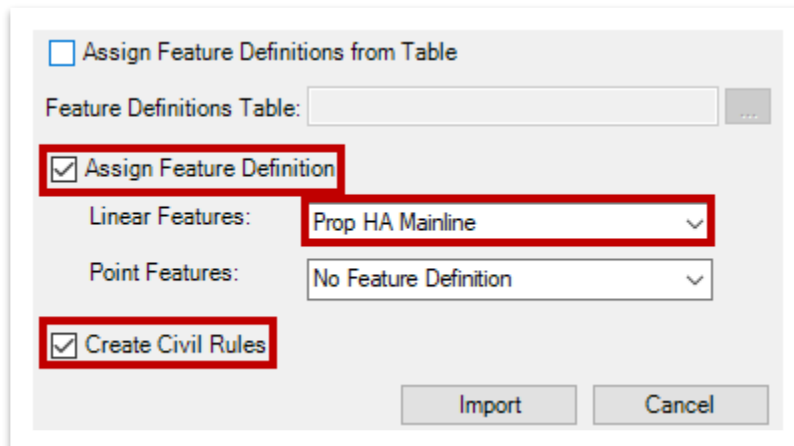 Assign Feature Definitions from Table
Feature Definitions Table: ...
Assign Feature Definition
Linear Features: Prop HA Mainline
Point Features: No Feature Definition
Create Civil Rules
Import Cancel